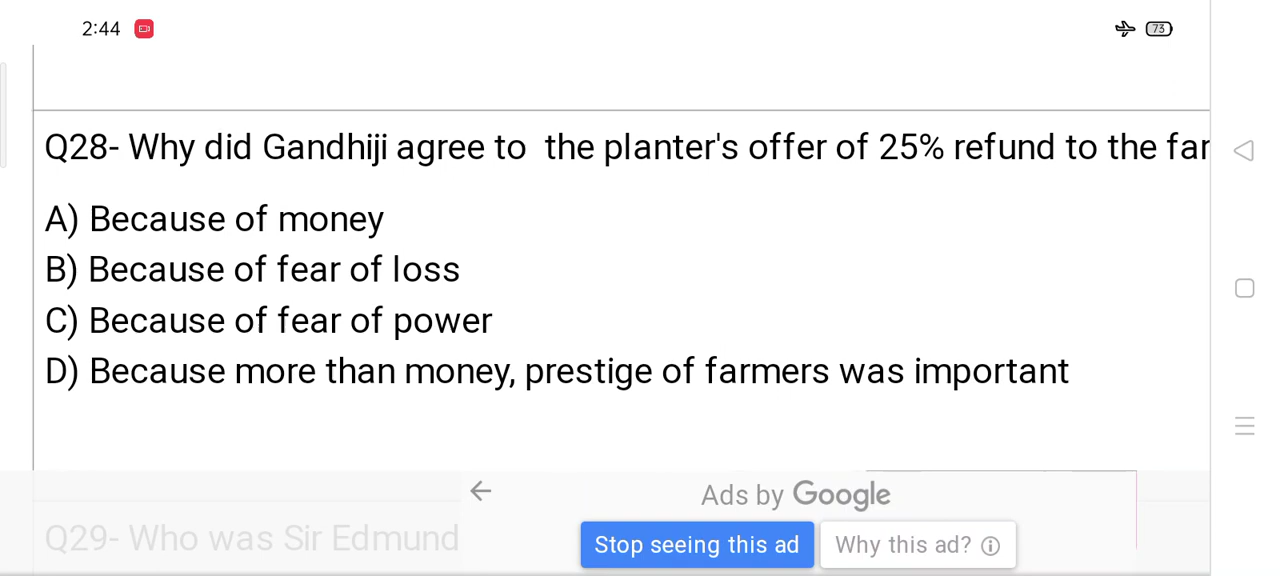 2:44
73
Q28- Why did Gandhiji agree to the planter's offer of 25% refund to the
A) Because of money
B) Because of fear of loss
C) Because of fear of power
D) Because more than money, prestige of farmers was important
Ads by Google
Q29- Who was Sir Edmund
Stop seeing this ad
Why this ad?